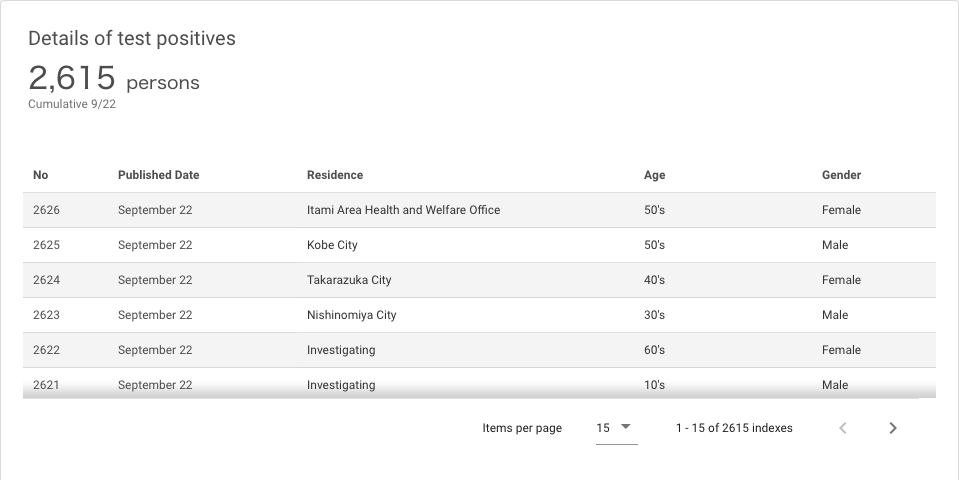 Details of test positives
2,615 persons
Cumulative 9/22
No Published Date Residence Age Gender
2626 September 22 Itami Area Health and Welfare Office 50's Female
2625 September 22 Kobe City 50's Male
2624 September 22 Takarazuka City 40's Female
2623 September 22 Nishinomiya City 30's Male
2622 September 22 Investigating 60's Female
2621 September 22 Investigating 10's Male
Items per page 15 1 - 15 of 2615 indexes